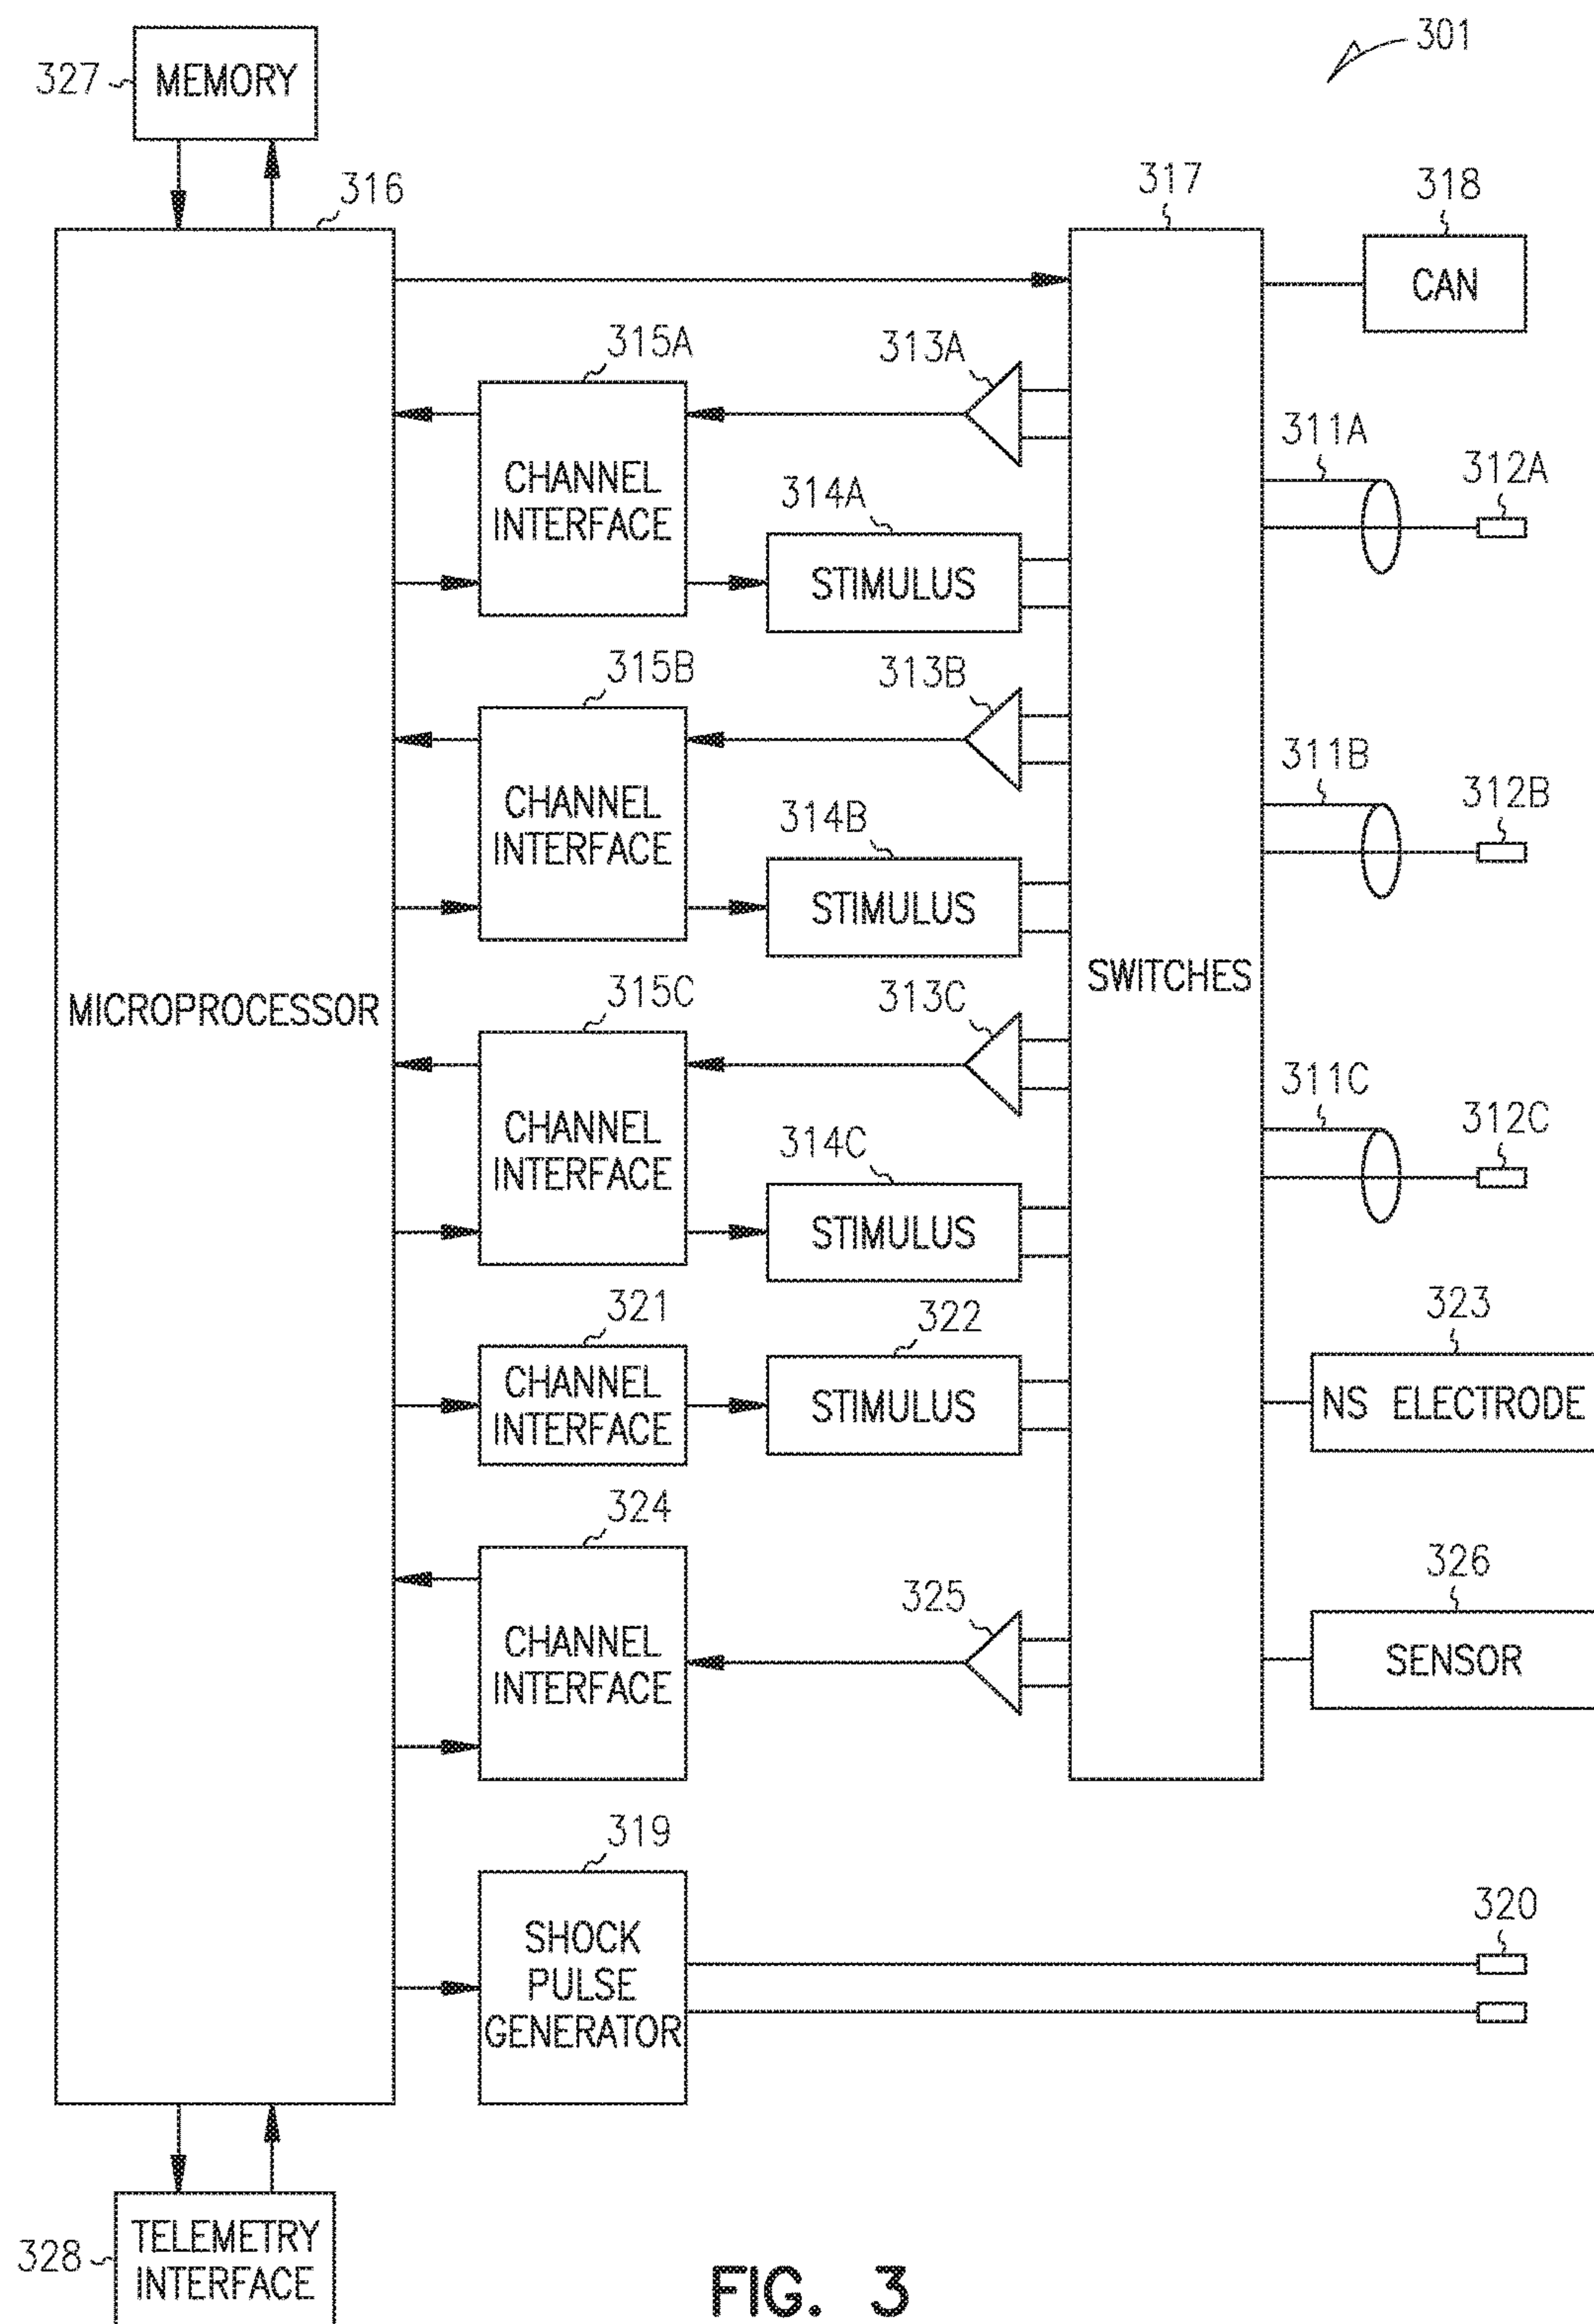 301
327
MEMORY
316
317
318
CAN
315A
313A
CHANNEL
INTERFACE
314A
STIMULUS
311A
312A
315B
313B
CHANNEL
INTERFACE
314B
STIMULUS
311B
312B
MICROPROCESSOR
SWITCHES
315C
313C
CHANNEL
INTERFACE
314C
STIMULUS
311C
312C
321
CHANNEL
INTERFACE
322
STIMULUS
323
NS ELECTRODE
324
CHANNEL
INTERFACE
325
326
SENSOR
319
SHOCK
PULSE
GENERATOR
320
328
TELEMETRY
INTERFACE
FIG. 3